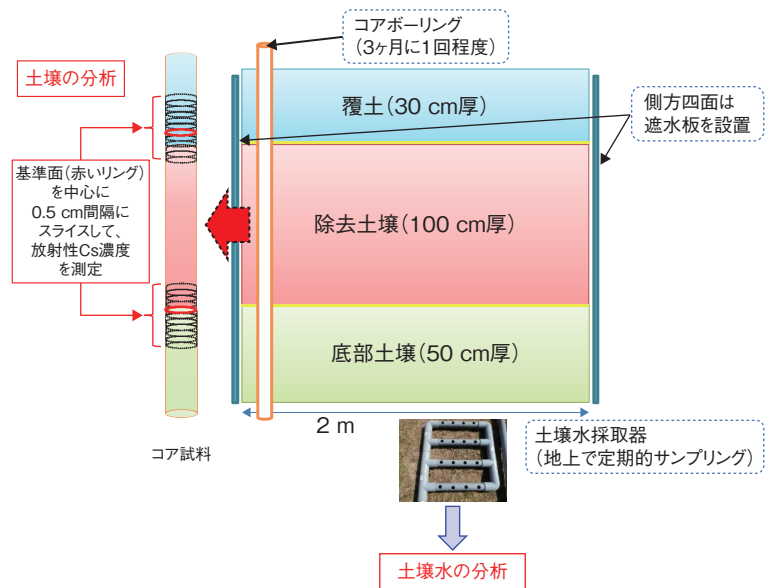 コアボーリング
（3ヶ月に1回程度）
土壌の分析
覆土（30 cm厚）
側方四面は
遮水板を設置
基準面（赤いリング）
を中心に
0.5 cm間隔に
スライスして、
放射性Cs濃度
を測定
除去土壌（100 cm厚）
底部土壌（50 cm厚）
2 m
コア試料
土壌水採取器
（地上で定期的サンプリング）
土壌水の分析